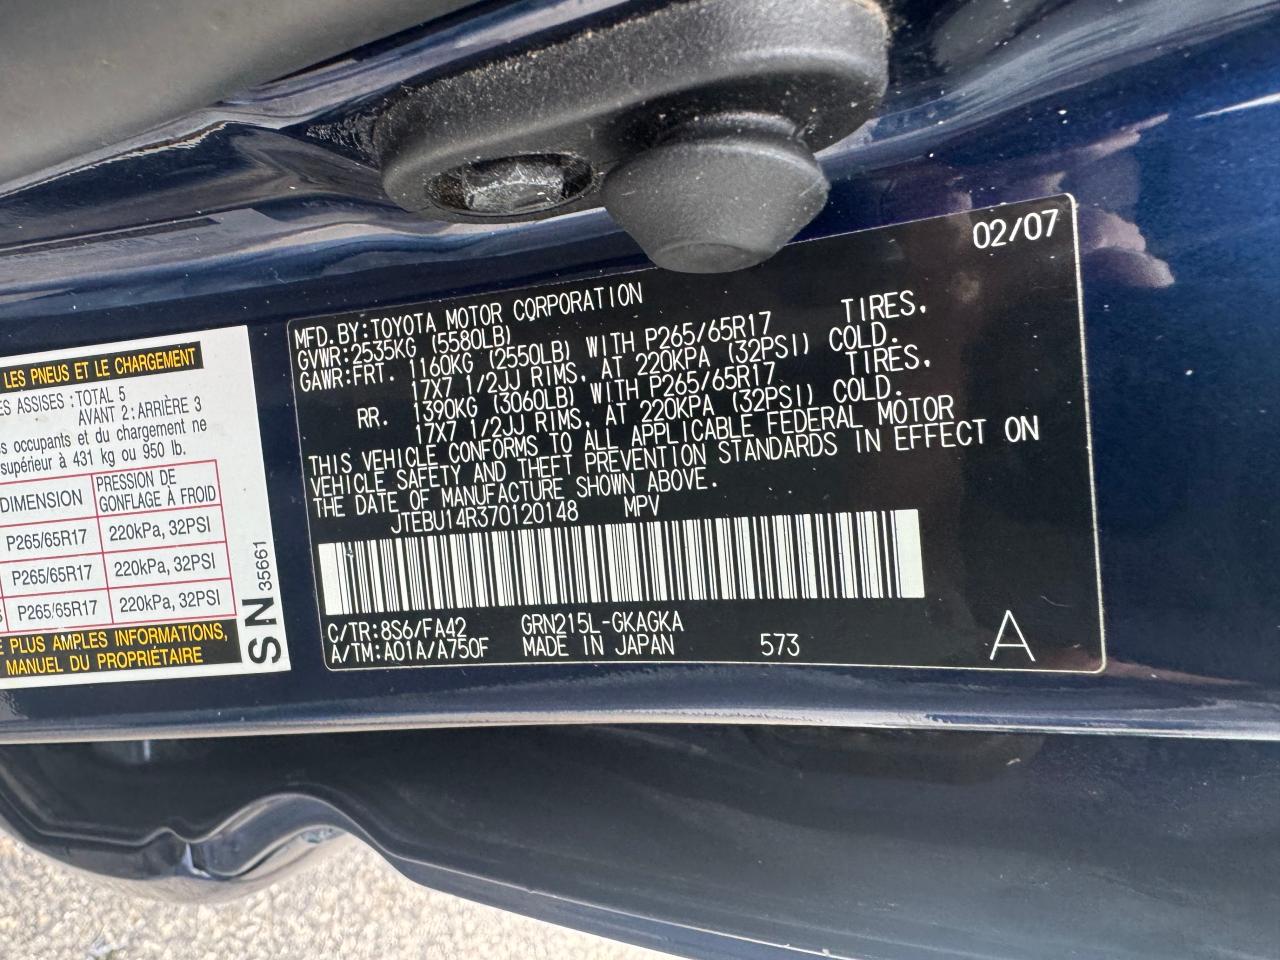 02/07
MFD.BY:TOYOTA MOTOR CORPORATION
GVWR:2535KG (5580LB)
GAWR:FRT. 1160KG (2550LB) WITH P265/65R17 TIRES,
17X7 1/2JJ RIMS, AT 220KPA (32PSI) COLD.
RR. 1390KG (3060LB) WITH P265/65R17 TIRES,
17X7 1/2JJ RIMS, AT 220KPA (32PSI) COLD.
THIS VEHICLE CONFORMS TO ALL APPLICABLE FEDERAL MOTOR
VEHICLE SAFETY AND THEFT PREVENTION STANDARDS IN EFFECT ON
THE DATE OF MANUFACTURE SHOWN ABOVE.
JTEBU14R370120148 MPV
C/TR:8S6/FA42 GRN215L-GKAGKA
A/TM:A01A/A750F MADE IN JAPAN 573 A
LES PNEUS ET LE CHARGEMENT
ES ASSISES :TOTAL 5
AVANT 2:ARRIÈRE 3
s occupants et du chargement ne
supérieur à 431 kg ou 950 lb.
DIMENSION PRESSION DE GONFLAGE À FROID
P265/65R17 220kPa, 32PSI
P265/65R17 220kPa, 32PSI
P265/65R17 220kPa, 32PSI
E PLUS AMPLES INFORMATIONS,
MANUEL DU PROPRIÉTAIRE
SN 35661